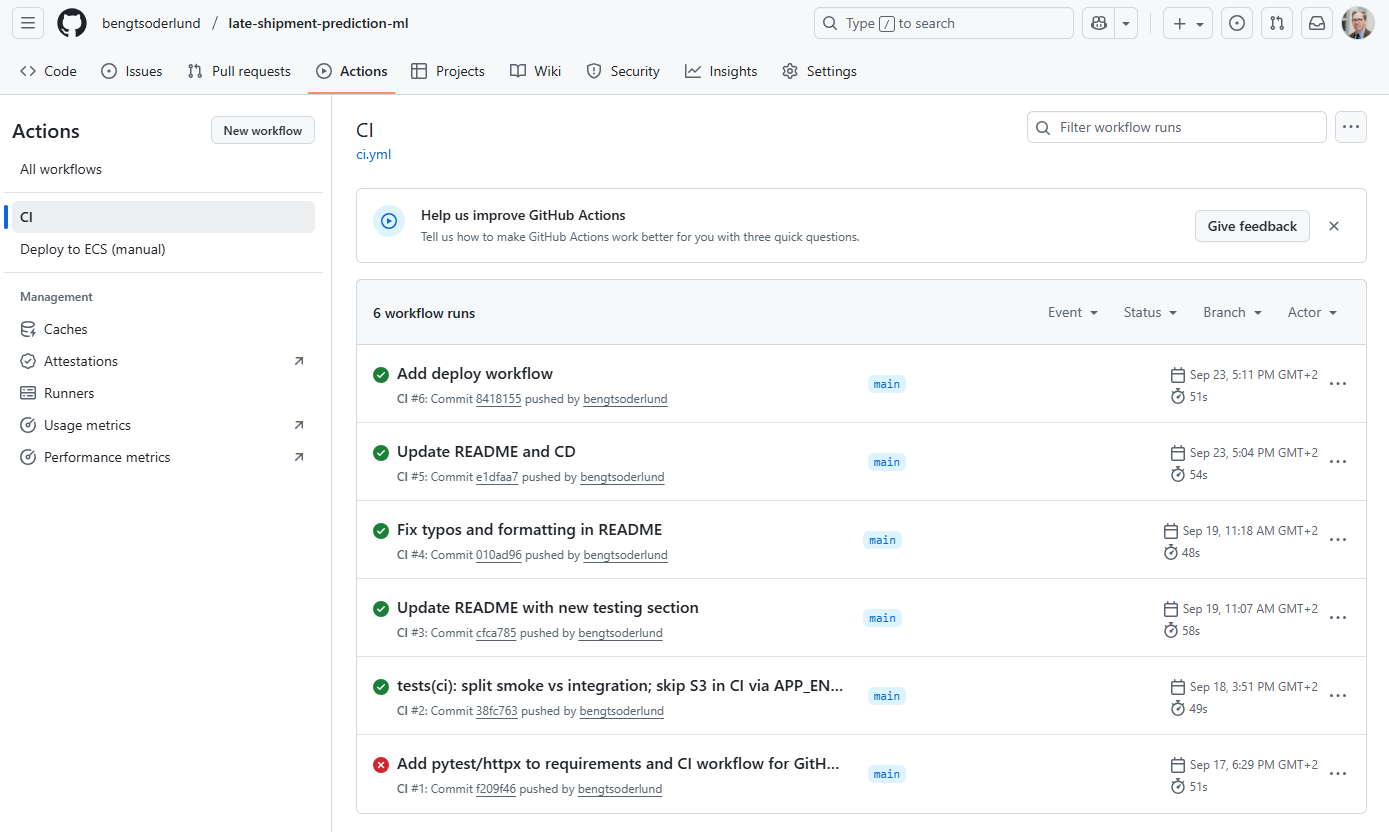 bengtsoderlund / late-shipment-prediction-ml
Type / to search
Code
Issues
Pull requests
Actions
Projects
Wiki
Security
Insights
Settings
Actions
New workflow
All workflows
CI
Deploy to ECS (manual)
Management
Caches
Attestations
Runners
Usage metrics
Performance metrics
CI
ci.yml
Filter workflow runs
Help us improve GitHub Actions
Tell us how to make GitHub Actions work better for you with three quick questions.
Give feedback
6 workflow runs
Event
Status
Branch
Actor
Add deploy workflow
CI #6: Commit 8418155 pushed by bengtsoderlund
main
Sep 23, 5:11 PM GMT+2
51s
Update README and CD
CI #5: Commit e1dfaa7 pushed by bengtsoderlund
main
Sep 23, 5:04 PM GMT+2
54s
Fix typos and formatting in README
CI #4: Commit 010ad96 pushed by bengtsoderlund
main
Sep 19, 11:18 AM GMT+2
48s
Update README with new testing section
CI #3: Commit cfca785 pushed by bengtsoderlund
main
Sep 19, 11:07 AM GMT+2
58s
tests(ci): split smoke vs integration; skip S3 in CI via APP_EN...
CI #2: Commit 38fc763 pushed by bengtsoderlund
main
Sep 18, 3:51 PM GMT+2
49s
Add pytest/httpx to requirements and CI workflow for GitH...
CI #1: Commit f209f46 pushed by bengtsoderlund
main
Sep 17, 6:29 PM GMT+2
51s